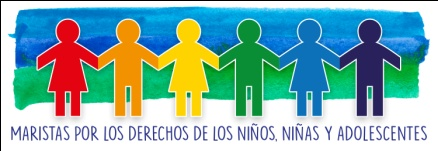 MARISTAS POR LOS DERECHOS DE LOS NIÑOS, NIÑAS Y ADOLESCENTES